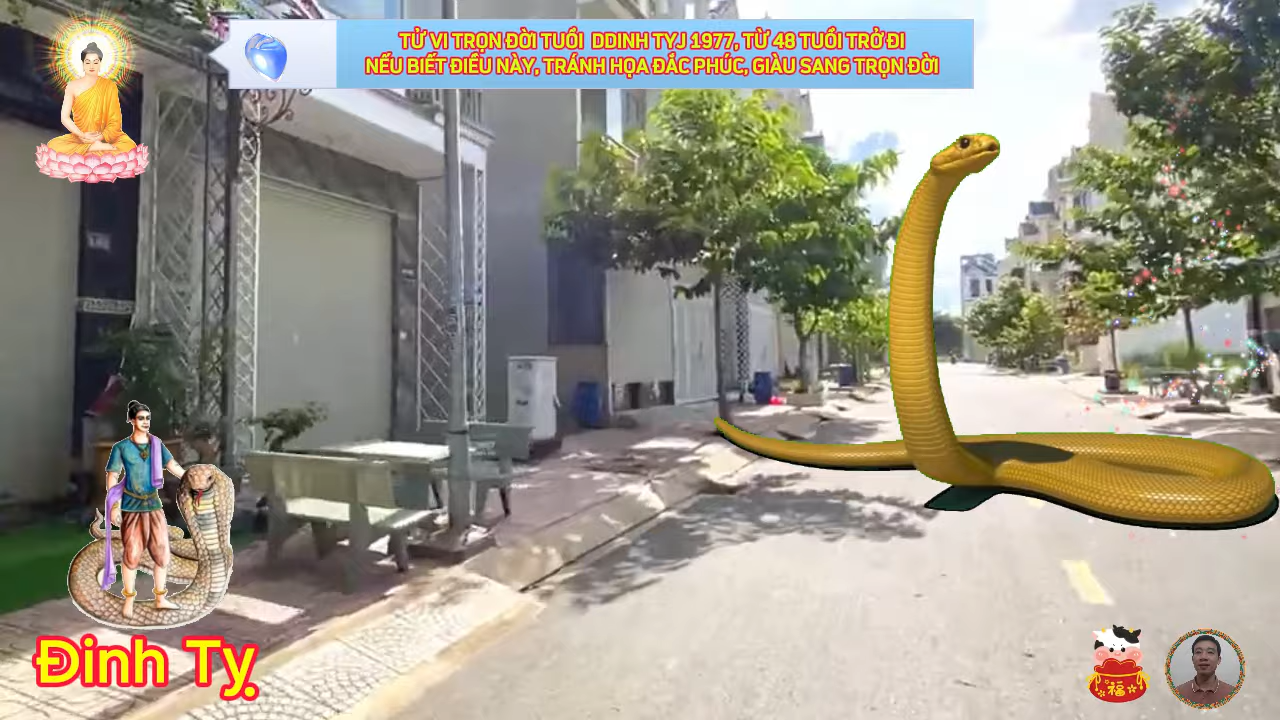 TỬ VI TRỌN ĐỜI TUỔI DDINH TYJ 1977, TỪ 48 TUỔI TRỞ ĐI
NẾU BIẾT ĐIỀU NÀY, TRÁNH HỌA ĐẮC PHÚC, GIÀU SANG TRỌN ĐỜI
Đinh Tỵ
福